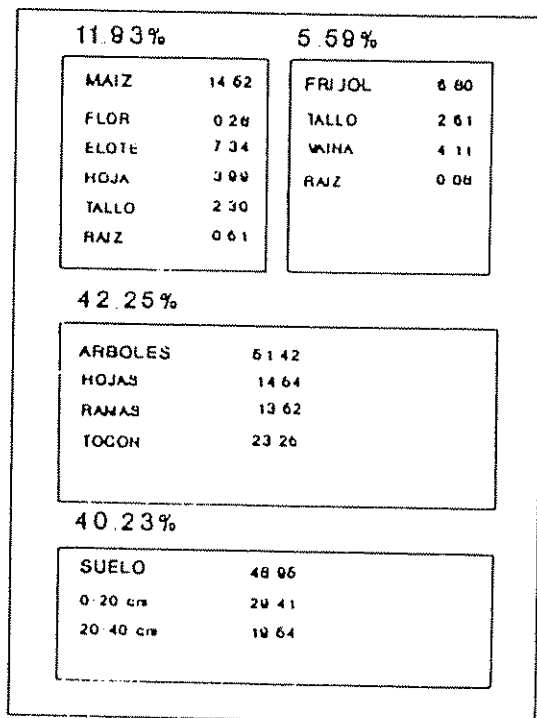 11.93%
MAIZ 14 52
FLOR 0 28
ELOTE 7 34
HOJA 3 99
TALLO 2 30
RAIZ 0 61
5.59%
FRIJOL 6 80
TALLO 2 61
VAINA 4 11
RAIZ 0 08
42.25%
ARBOLES 51 42
HOJAS 14 54
RAMAS 13 62
TOCON 23 26
40.23%
SUELO 48 95
0-20 cm 29 41
20-40 cm 19 54